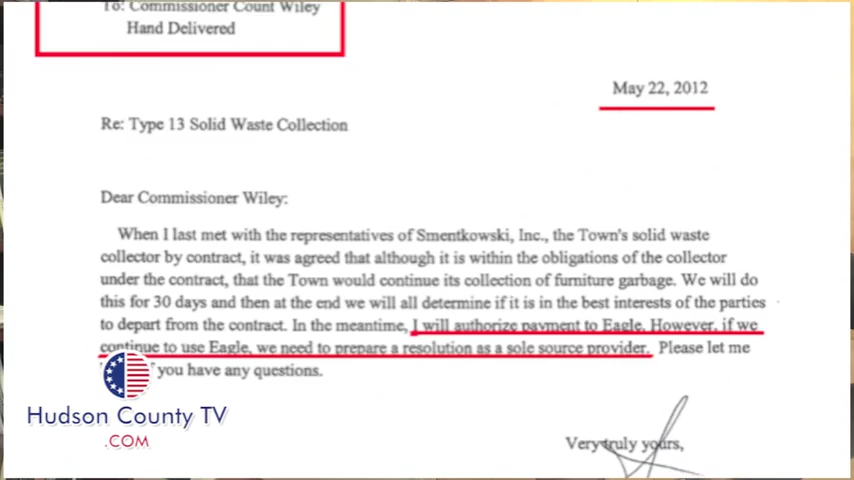 To: Commissioner Count Wiley
Hand Delivered
May 22, 2012
Re: Type 13 Solid Waste Collection
Dear Commissioner Wiley:
When I last met with the representatives of Smentkowski, Inc., the Town's solid waste
collector by contract, it was agreed that although it is within the obligations of the collector
under the contract, that the Town would continue its collection of furniture garbage. We will do
this for 30 days and then at the end we will all determine if it is in the best interests of the parties
to depart from the contract. In the meantime, I will authorize payment to Eagle. However, if we
continue to use Eagle, we need to prepare a resolution as a sole source provider. Please let me
you have any questions.
Very truly yours,
Hudson County TV
.COM